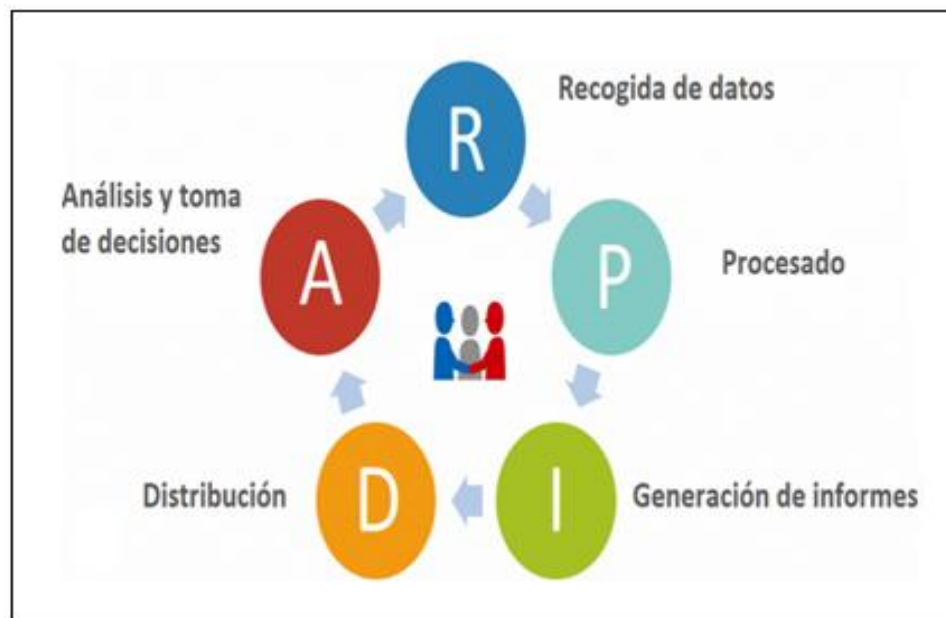 R
Recogida de datos
P
Procesado
I
Generación de informes
D
Distribución
A
Análisis y toma
de decisiones